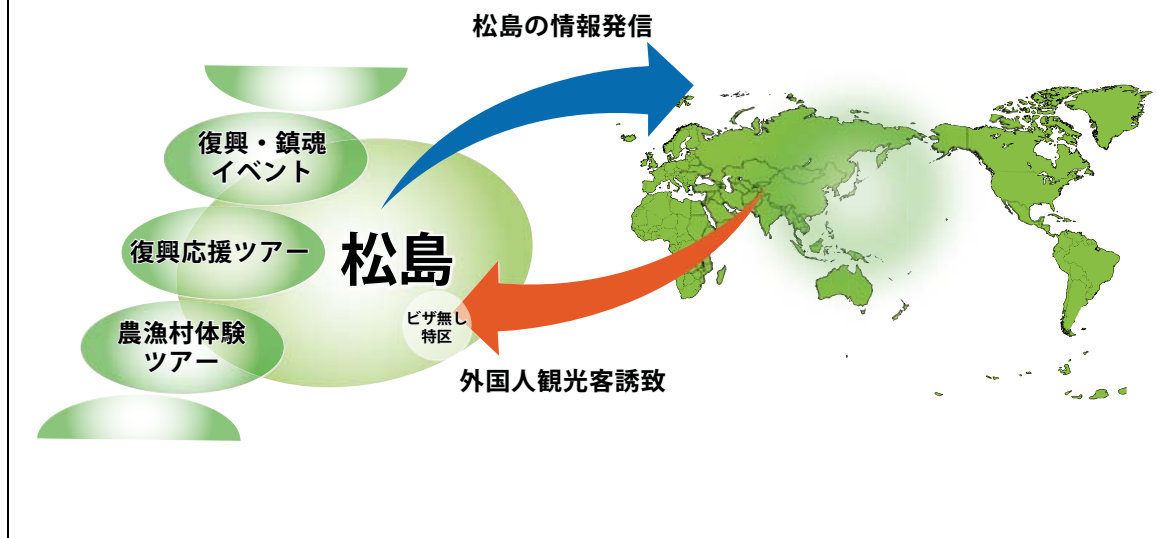 松島の情報発信
復興・鎮魂
イベント
復興応援ツアー
松島
農漁村体験
ツアー
ビザ無し
特区
外国人観光客誘致